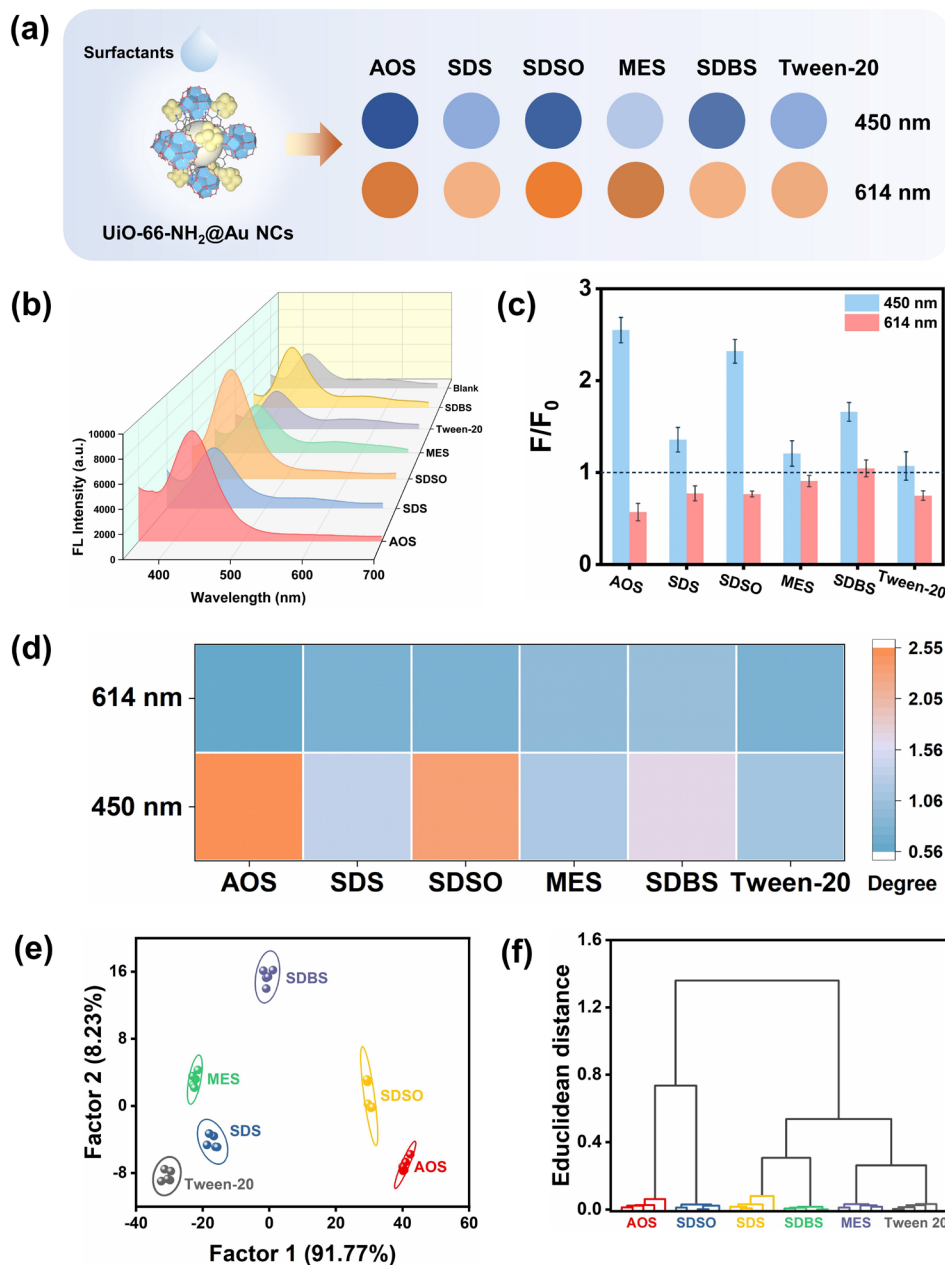 (a)
Surfactants
UiO-66-NH₂@Au NCs
AOS SDS SDSO MES SDBS Tween-20
450 nm
614 nm
(b)
FL Intensity (a.u.)
10000
8000
6000
4000
2000
0
400 500 600 700
Wavelength (nm)
Blank
SDBS
Tween-20
MES
SDSO
SDS
AOS
(c)
F/F₀
3
2
1
0
450 nm
614 nm
AOS SDS SDSO MES SDBS Tween-20
(d)
614 nm
450 nm
AOS SDS SDSO MES SDBS Tween-20
2.55
2.05
1.56
1.06
0.56
Degree
(e)
Factor 2 (8.23%)
16
8
0
-8
SDBS
MES
SDSO
SDS
AOS
Tween-20
-40 -20 0 20 40 60
Factor 1 (91.77%)
(f)
Educlidean distance
1.6
1.2
0.8
0.4
0.0
AOS SDSO SDS SDBS MES Tween 20